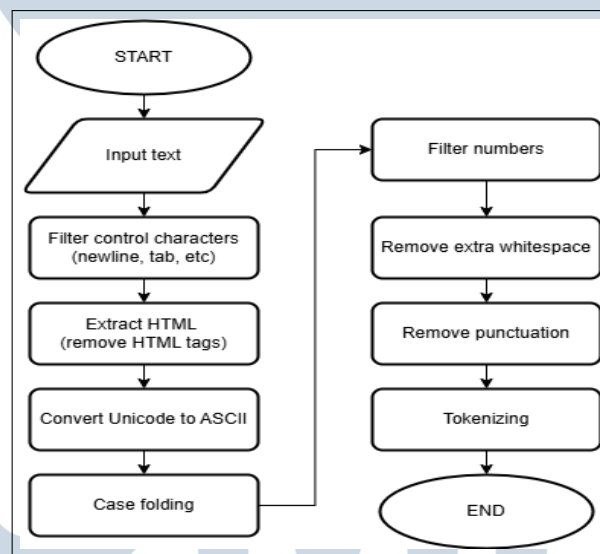 START
Input text
Filter control characters
(newline, tab, etc)
Extract HTML
(remove HTML tags)
Convert Unicode to ASCII
Case folding
Filter numbers
Remove extra whitespace
Remove punctuation
Tokenizing
END